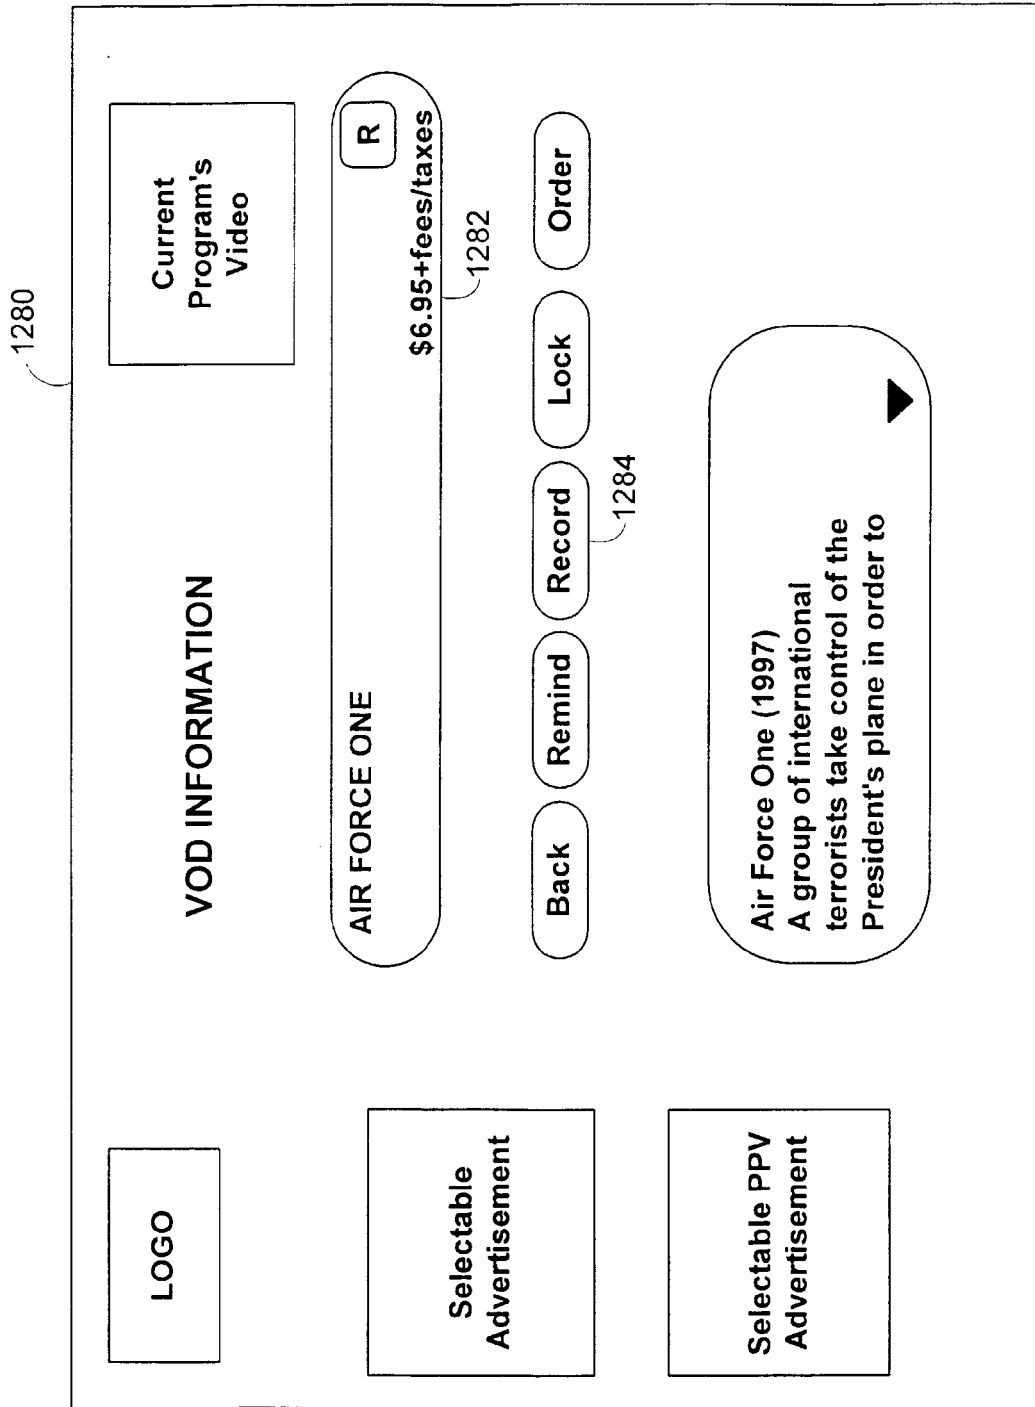 1280
LOGO
VOD INFORMATION
Current
Program's
Video
AIR FORCE ONE
R
$6.95+fees/taxes
1282
Back
Remind
Record
Lock
Order
1284
Selectable
Advertisement
Selectable PPV
Advertisement
Air Force One (1997)
A group of international
terrorists take control of the
President's plane in order to